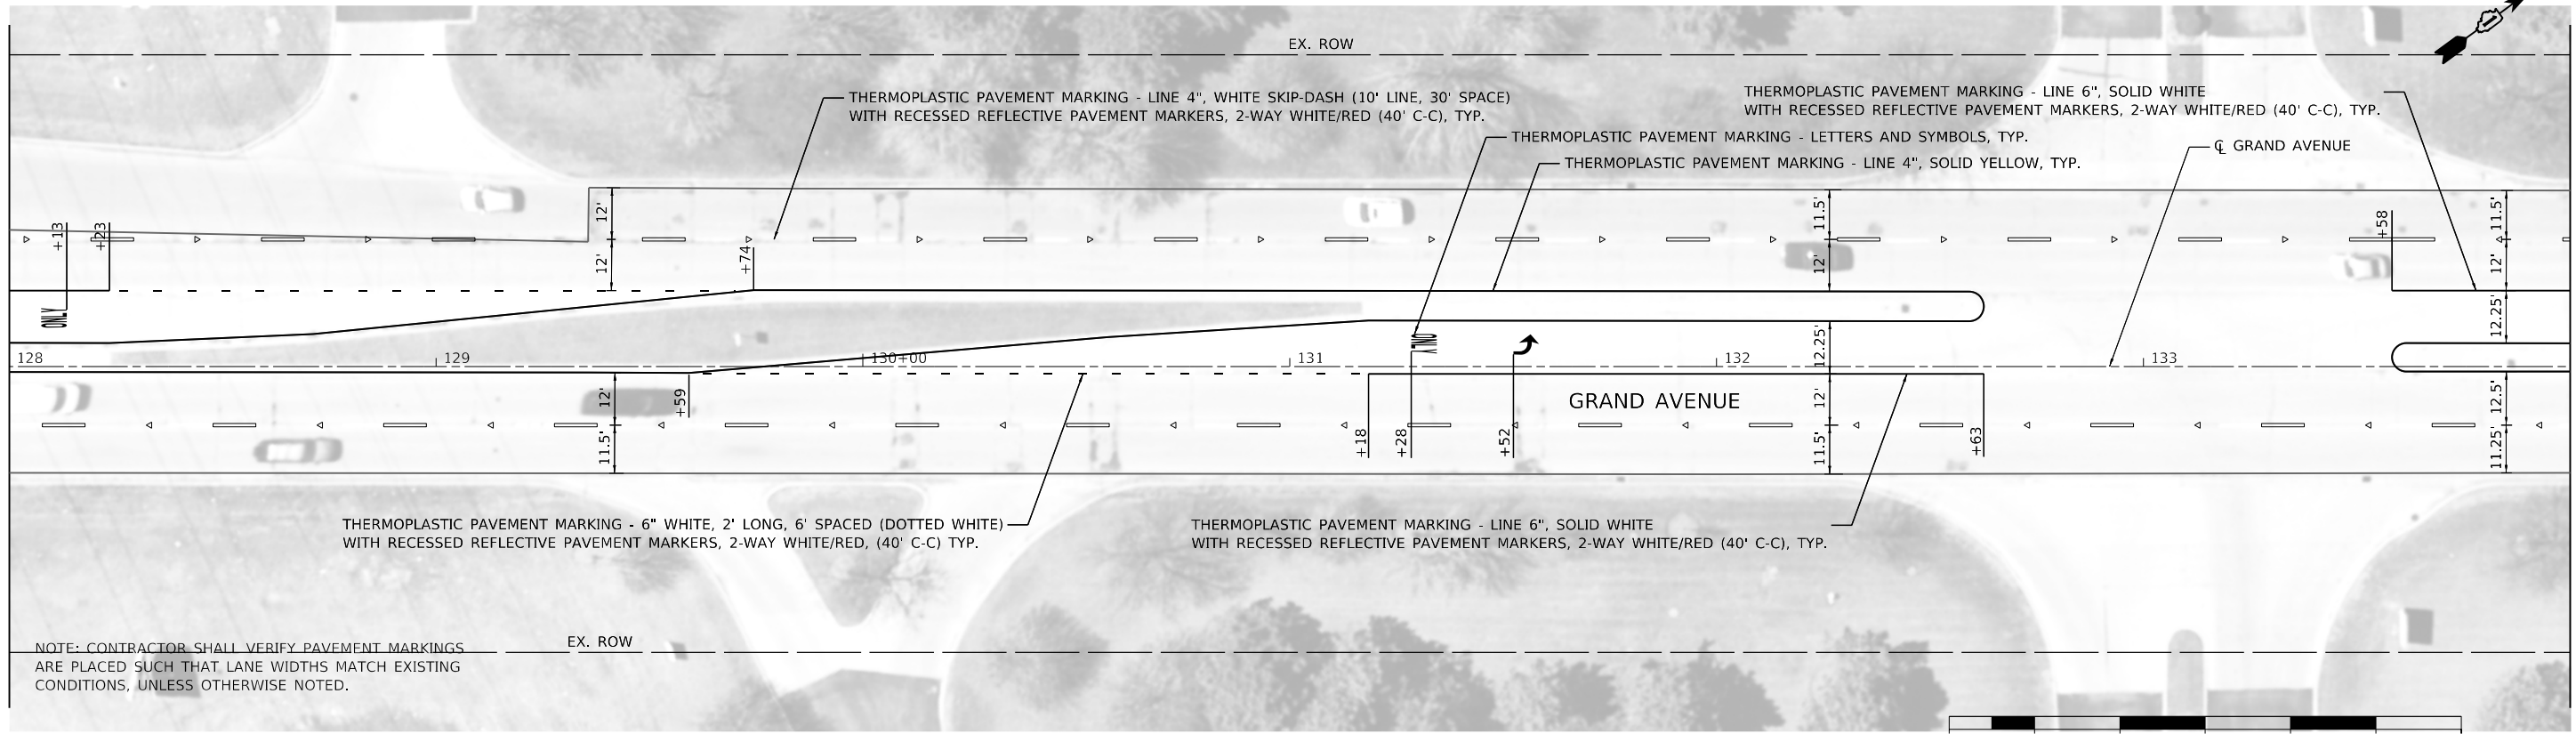 EX. ROW
THERMOPLASTIC PAVEMENT MARKING - LINE 4", WHITE SKIP-DASH (10' LINE, 30' SPACE)
WITH RECESSED REFLECTIVE PAVEMENT MARKERS, 2-WAY WHITE/RED (40' C-C), TYP.
THERMOPLASTIC PAVEMENT MARKING - LINE 6", SOLID WHITE
WITH RECESSED REFLECTIVE PAVEMENT MARKERS, 2-WAY WHITE/RED (40' C-C), TYP.
THERMOPLASTIC PAVEMENT MARKING - LETTERS AND SYMBOLS, TYP.
THERMOPLASTIC PAVEMENT MARKING - LINE 4", SOLID YELLOW, TYP.
℄ GRAND AVENUE
+13
+23
12'
12'
+74
11.5'
12'
+58
11.5'
12'
ONLY
ONLY
12.25'
12.25'
128
129
130+00
131
132
133
12'
11.5'
+59
+18
+28
+52
GRAND AVENUE
12'
11.5'
+63
12.5'
11.25'
THERMOPLASTIC PAVEMENT MARKING - 6" WHITE, 2' LONG, 6' SPACED (DOTTED WHITE)
WITH RECESSED REFLECTIVE PAVEMENT MARKERS, 2-WAY WHITE/RED, (40' C-C) TYP.
THERMOPLASTIC PAVEMENT MARKING - LINE 6", SOLID WHITE
WITH RECESSED REFLECTIVE PAVEMENT MARKERS, 2-WAY WHITE/RED (40' C-C), TYP.
EX. ROW
NOTE: CONTRACTOR SHALL VERIFY PAVEMENT MARKINGS
ARE PLACED SUCH THAT LANE WIDTHS MATCH EXISTING
CONDITIONS, UNLESS OTHERWISE NOTED.